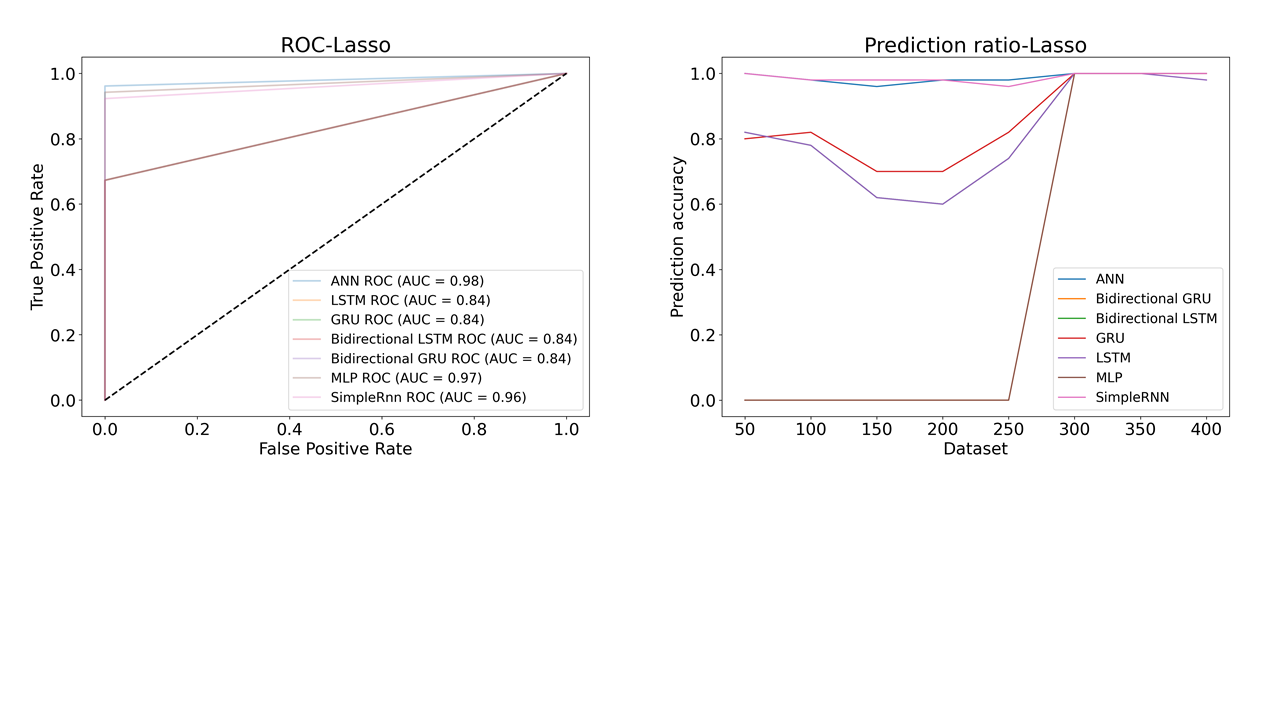 ROC-Lasso
1.0
0.8
0.6
0.4
0.2
0.0
True Positive Rate
ANN ROC (AUC = 0.98)
LSTM ROC (AUC = 0.84)
GRU ROC (AUC = 0.84)
Bidirectional LSTM ROC (AUC = 0.84)
Bidirectional GRU ROC (AUC = 0.84)
MLP ROC (AUC = 0.97)
SimpleRnn ROC (AUC = 0.96)
0.0 0.2 0.4 0.6 0.8 1.0
False Positive Rate
Prediction ratio-Lasso
1.0
0.8
0.6
0.4
0.2
0.0
Prediction accuracy
ANN
Bidirectional GRU
Bidirectional LSTM
GRU
LSTM
MLP
SimpleRNN
50 100 150 200 250 300 350 400
Dataset